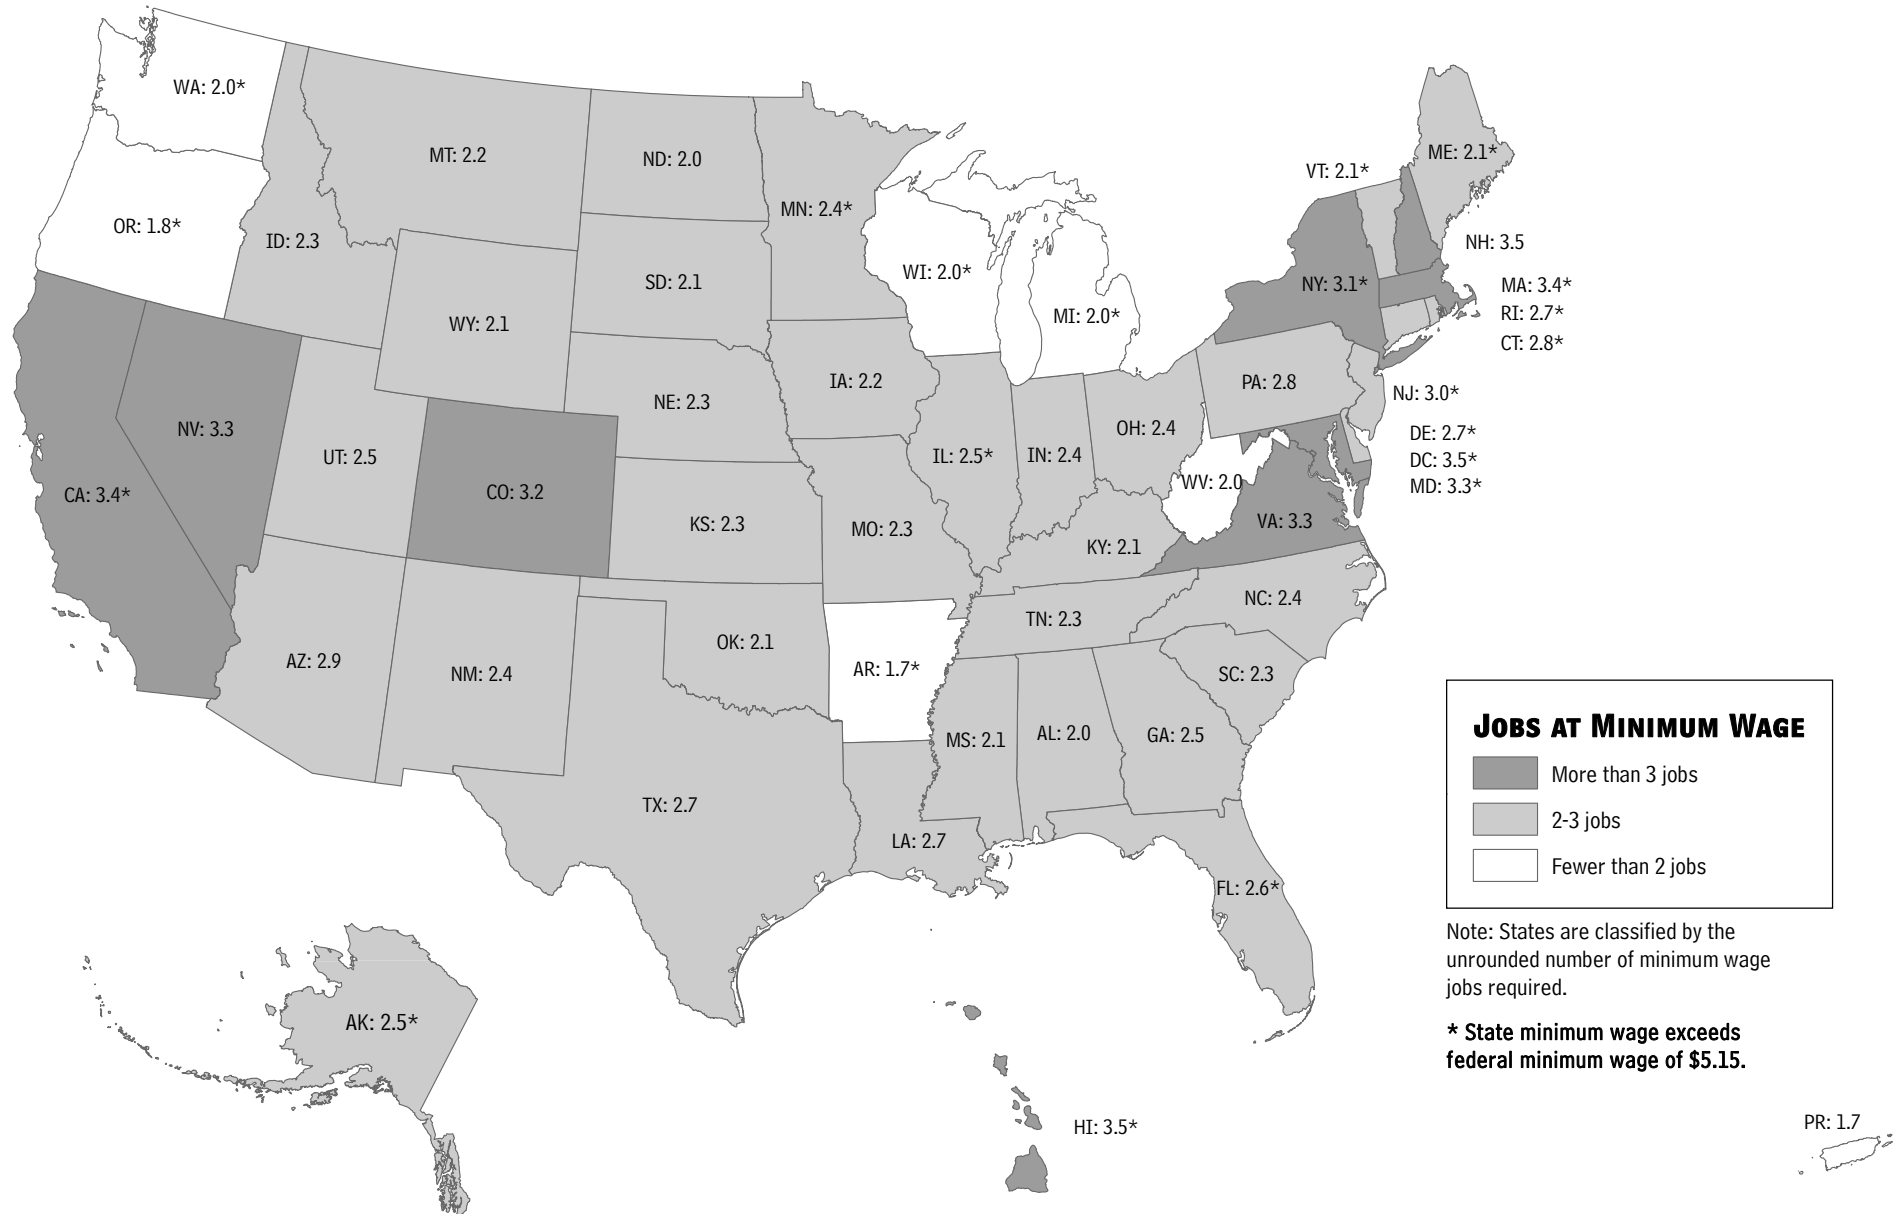 WA: 2.0*
MT: 2.2
ND: 2.0
MN: 2.4*
VT: 2.1*
ME: 2.1*
OR: 1.8*
ID: 2.3
SD: 2.1
WI: 2.0*
NH: 3.5
WY: 2.1
MI: 2.0*
NY: 3.1*
MA: 3.4*
RI: 2.7*
CT: 2.8*
IA: 2.2
NE: 2.3
PA: 2.8
NJ: 3.0*
NV: 3.3
UT: 2.5
OH: 2.4
IL: 2.5*
IN: 2.4
DE: 2.7*
DC: 3.5*
MD: 3.3*
CA: 3.4*
CO: 3.2
WV: 2.0
KS: 2.3
MO: 2.3
VA: 3.3
KY: 2.1
NC: 2.4
TN: 2.3
AZ: 2.9
NM: 2.4
OK: 2.1
AR: 1.7*
SC: 2.3
MS: 2.1
AL: 2.0
GA: 2.5
TX: 2.7
LA: 2.7
FL: 2.6*
AK: 2.5*
HI: 3.5*
PR: 1.7
JOBS AT MINIMUM WAGE
More than 3 jobs
2-3 jobs
Fewer than 2 jobs
Note: States are classified by the
unrounded number of minimum wage
jobs required.
* State minimum wage exceeds
federal minimum wage of $5.15.